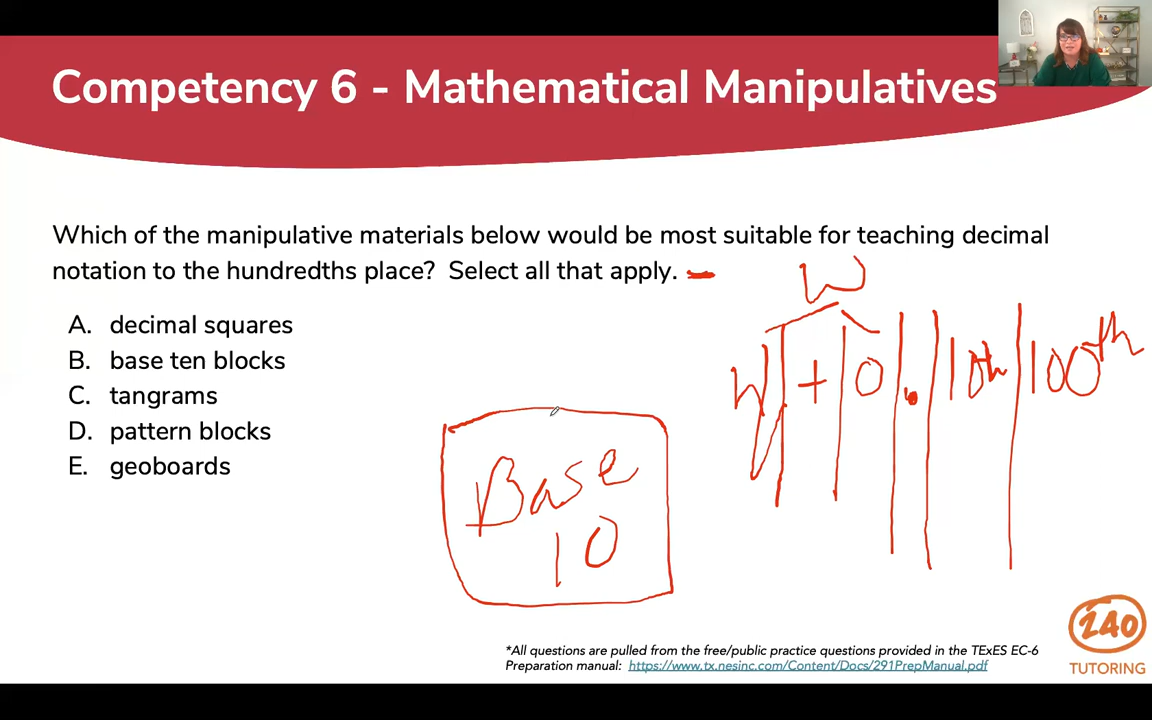 Competency 6 - Mathematical Manipulatives
Which of the manipulative materials below would be most suitable for teaching decimal
notation to the hundredths place? Select all that apply.
A. decimal squares
B. base ten blocks
C. tangrams
D. pattern blocks
E. geoboards
W
H t O . 10th 100th
Base
10
*All questions are pulled from the free/public practice questions provided in the TExES EC-6
Preparation manual: https://www.tx.nesinc.com/Content/Docs/291PrepManual.pdf
240
TUTORING